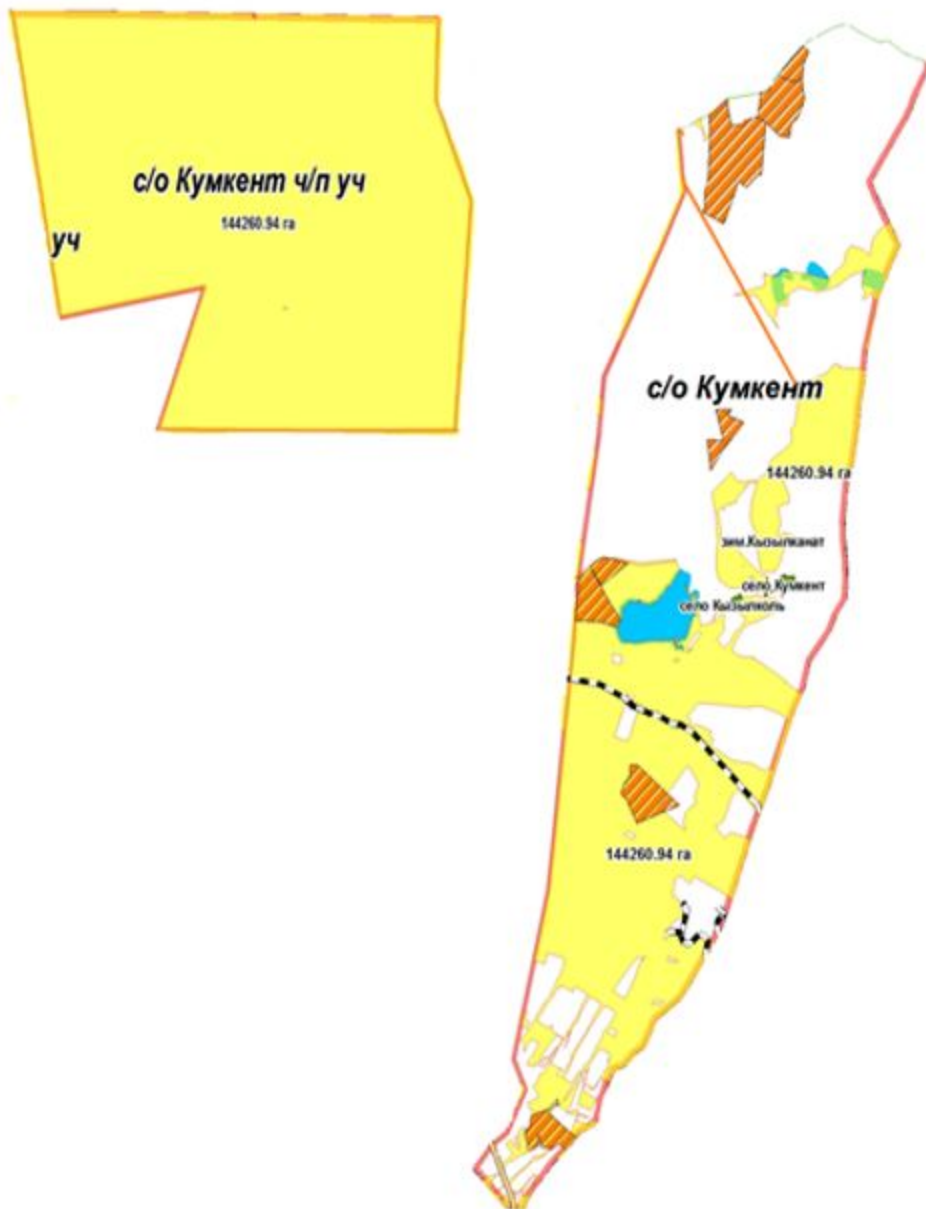 с/о Кумкент ч/п уч
144260.94 га
уч
с/о Кумкент
144260.94 га
зим.Кызылканат
село Кумкент
село Кызылколь
144260.94 га